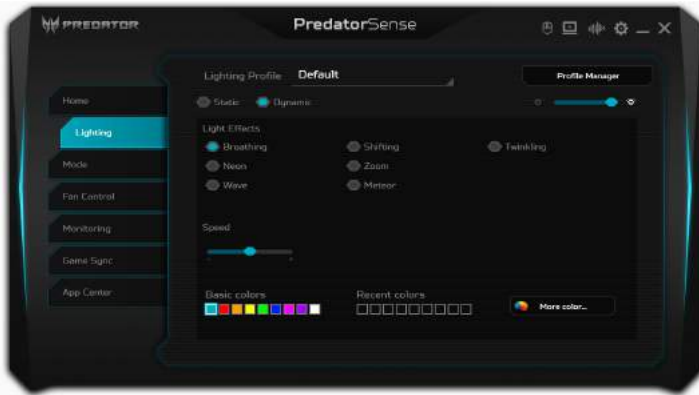 PREDATOR
PredatorSense
Lighting Profile Default
Profile Manager
Static Dynamic
Home
Lighting
Mode
Fan Control
Monitoring
Game Sync
App Center
Light Effects
Breathing Shifting Twinkling
Neon Zoom
Wave Meteor
Speed
Basic colors Recent colors
More color...